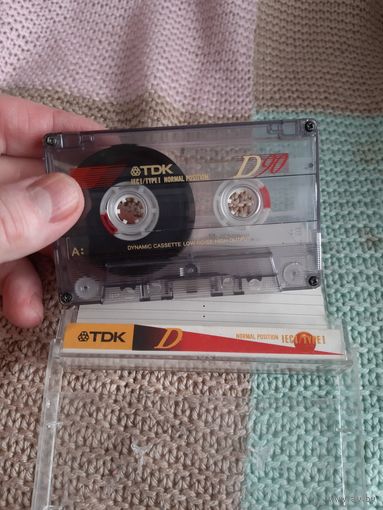 TDK D90
IEC I/TYPE I NORMAL POSITION
A:
DYNAMIC CASSETTE LOW NOISE HIGH OUTPUT
TDK D NORMAL POSITION IEC I/TYPE I